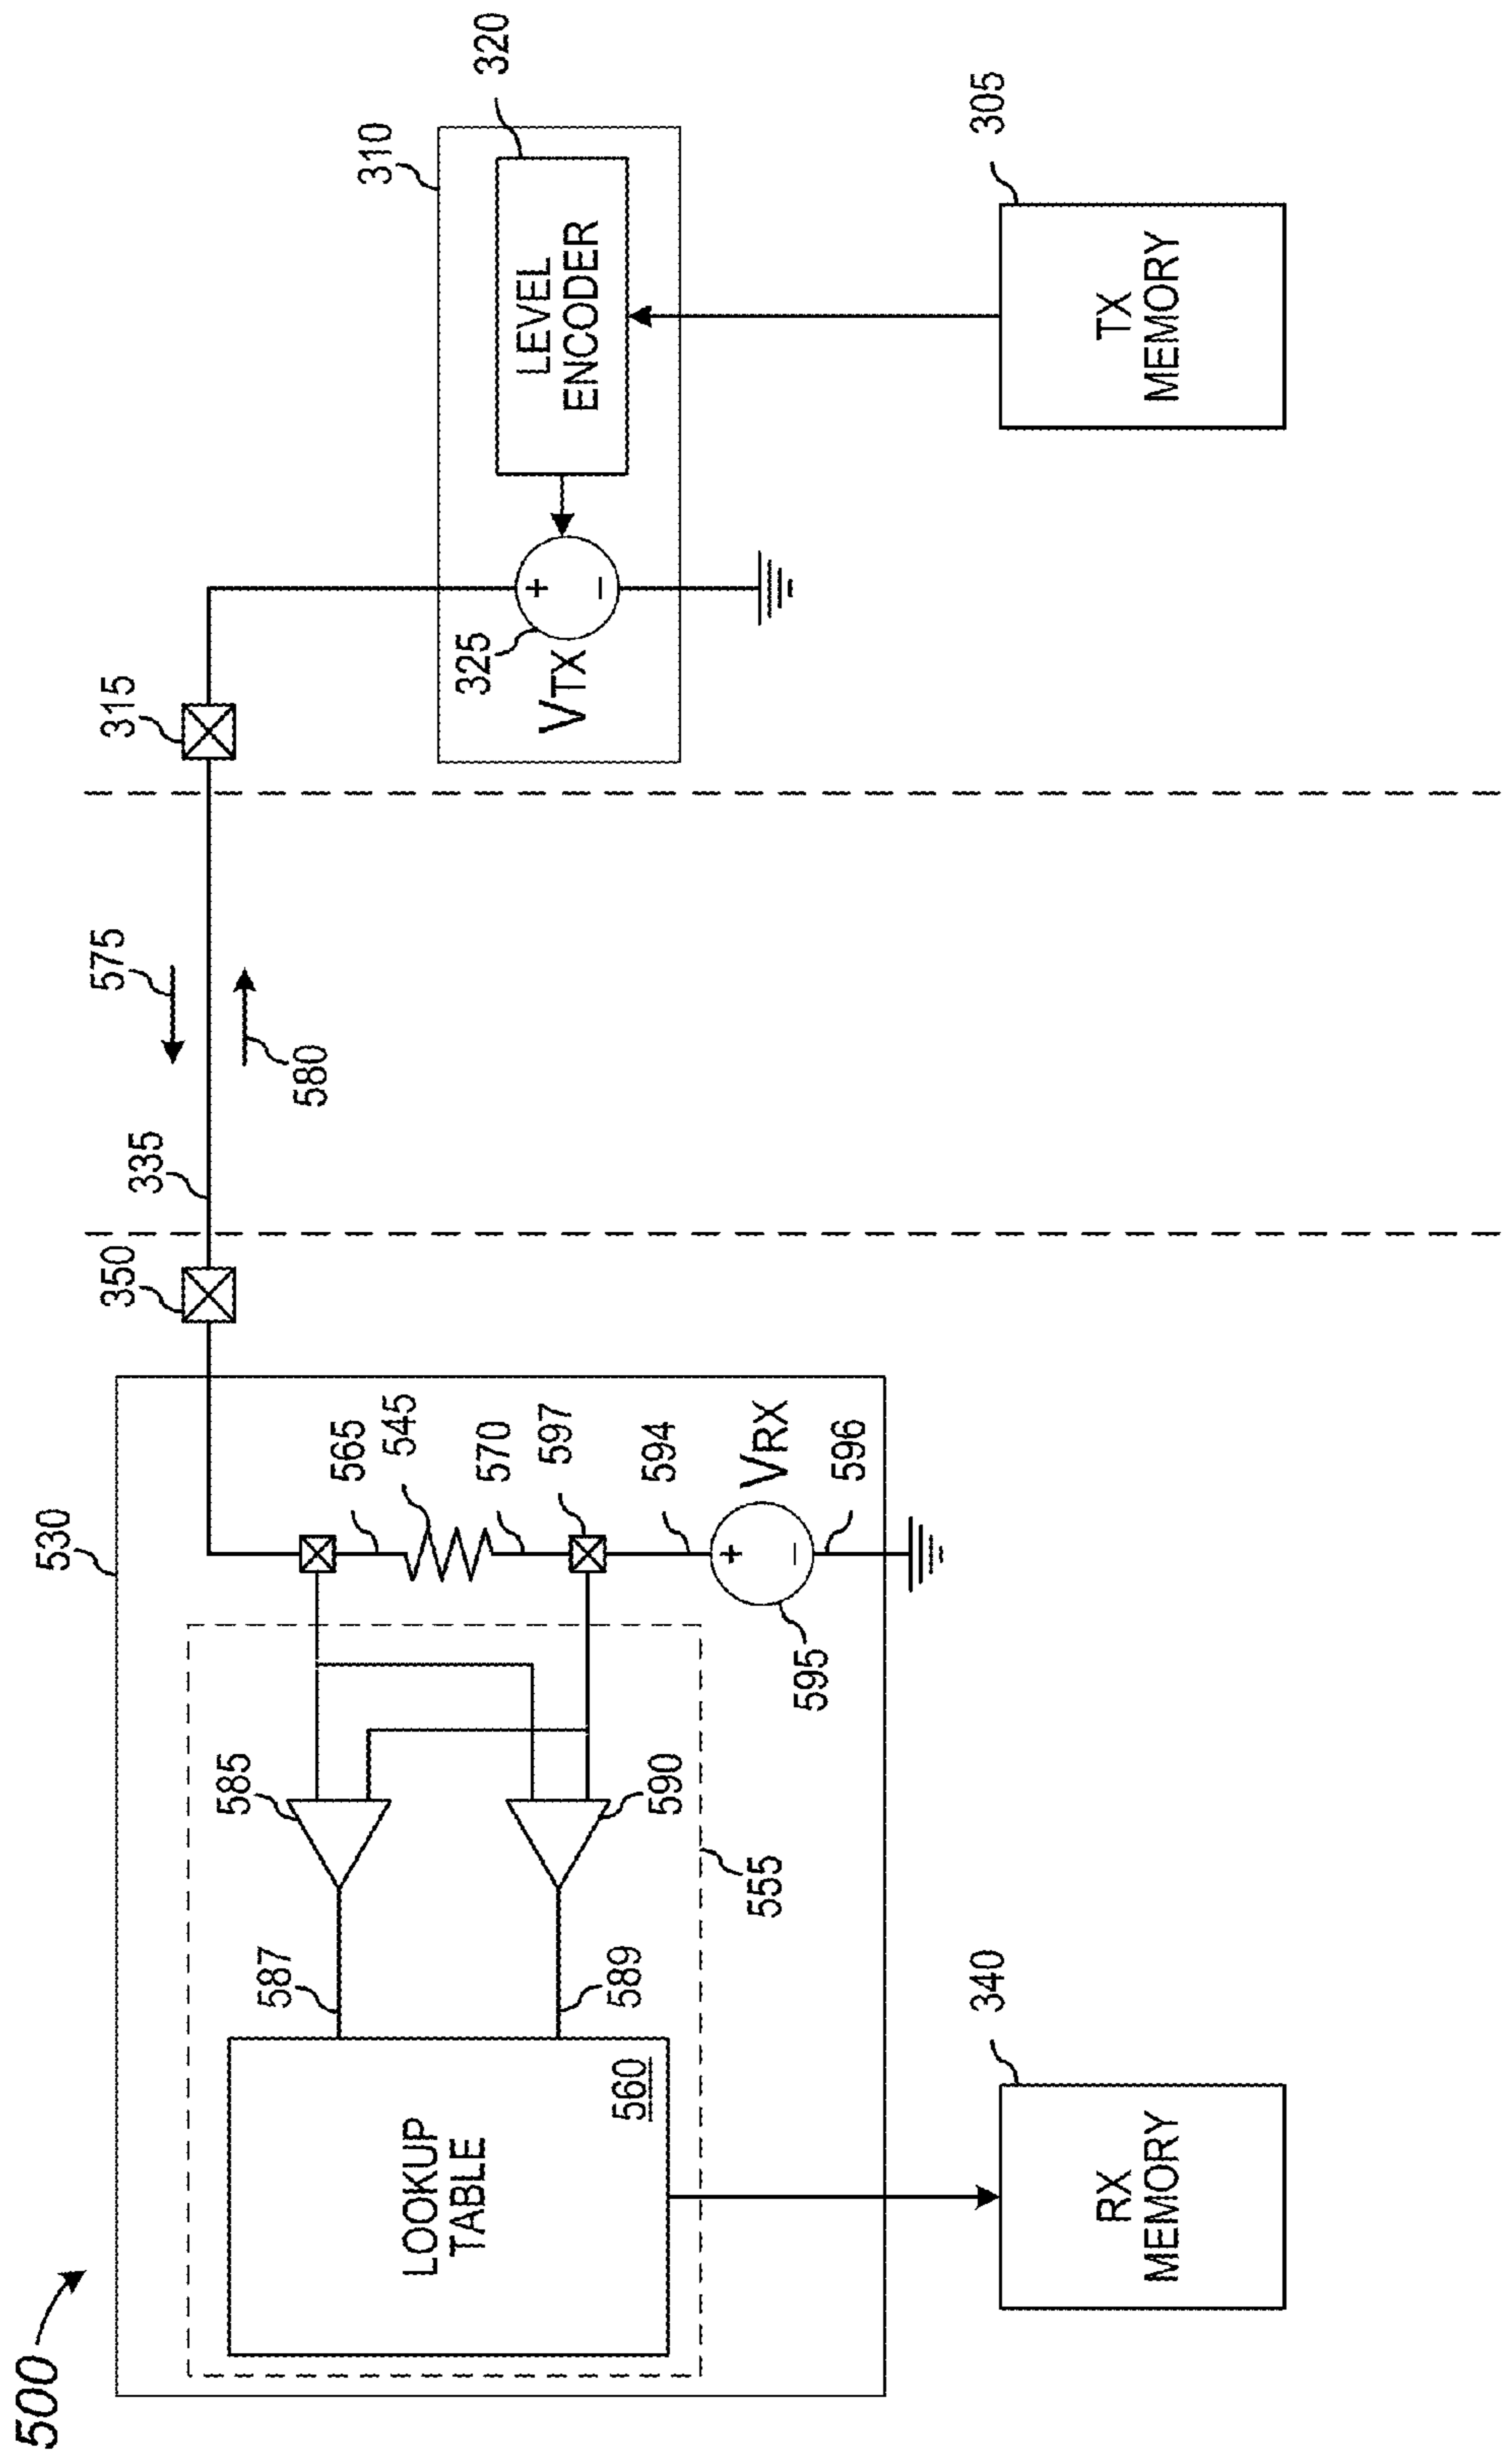 500
530
350
335
575
580
315
310
320
LEVEL
ENCODER
325
+
−
VTX
305
TX
MEMORY
565
545
570
597
594
VRX
+
−
596
595
585
590
587
589
555
LOOKUP
TABLE
560
340
RX
MEMORY